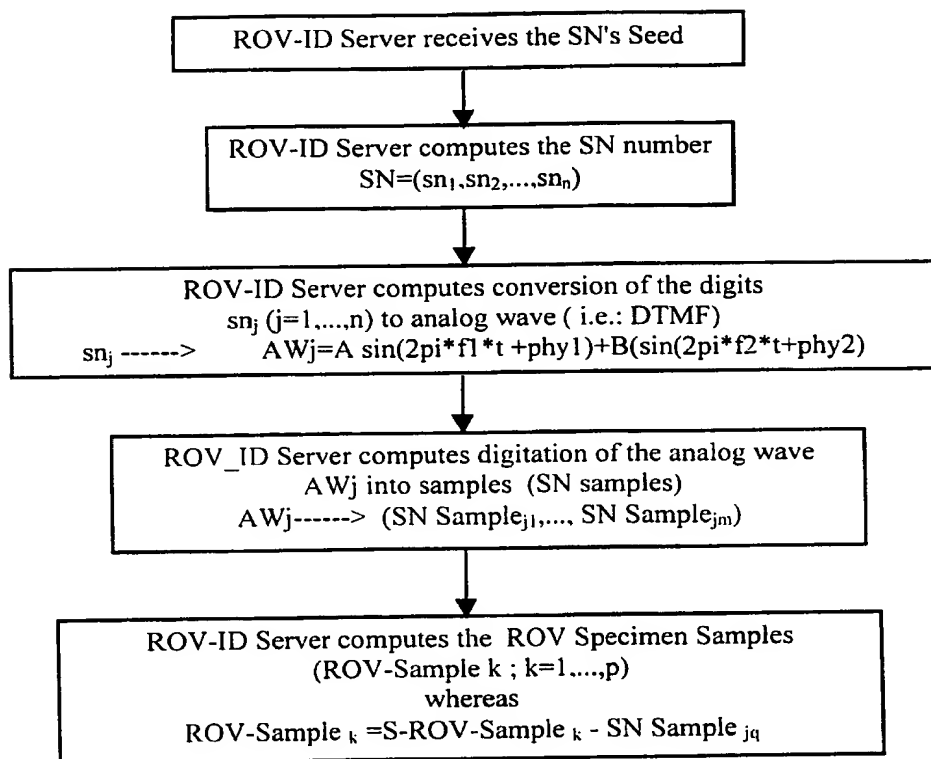 ROV-ID Server receives the SN's Seed
ROV-ID Server computes the SN number
SN=(sn₁,sn₂,...,snₙ)
ROV-ID Server computes conversion of the digits
snⱼ (j=1,...,n) to analog wave ( i.e.: DTMF)
snⱼ ------> AWj=A sin(2pi*f1*t +phy1)+B(sin(2pi*f2*t+phy2)
ROV_ID Server computes digitation of the analog wave
AWj into samples (SN samples)
AWj------> (SN Sampleⱼ₁,..., SN Sampleⱼₘ)
ROV-ID Server computes the ROV Specimen Samples
(ROV-Sample k ; k=1,...,p)
whereas
ROV-Sample ₖ =S-ROV-Sample ₖ - SN Sample jq